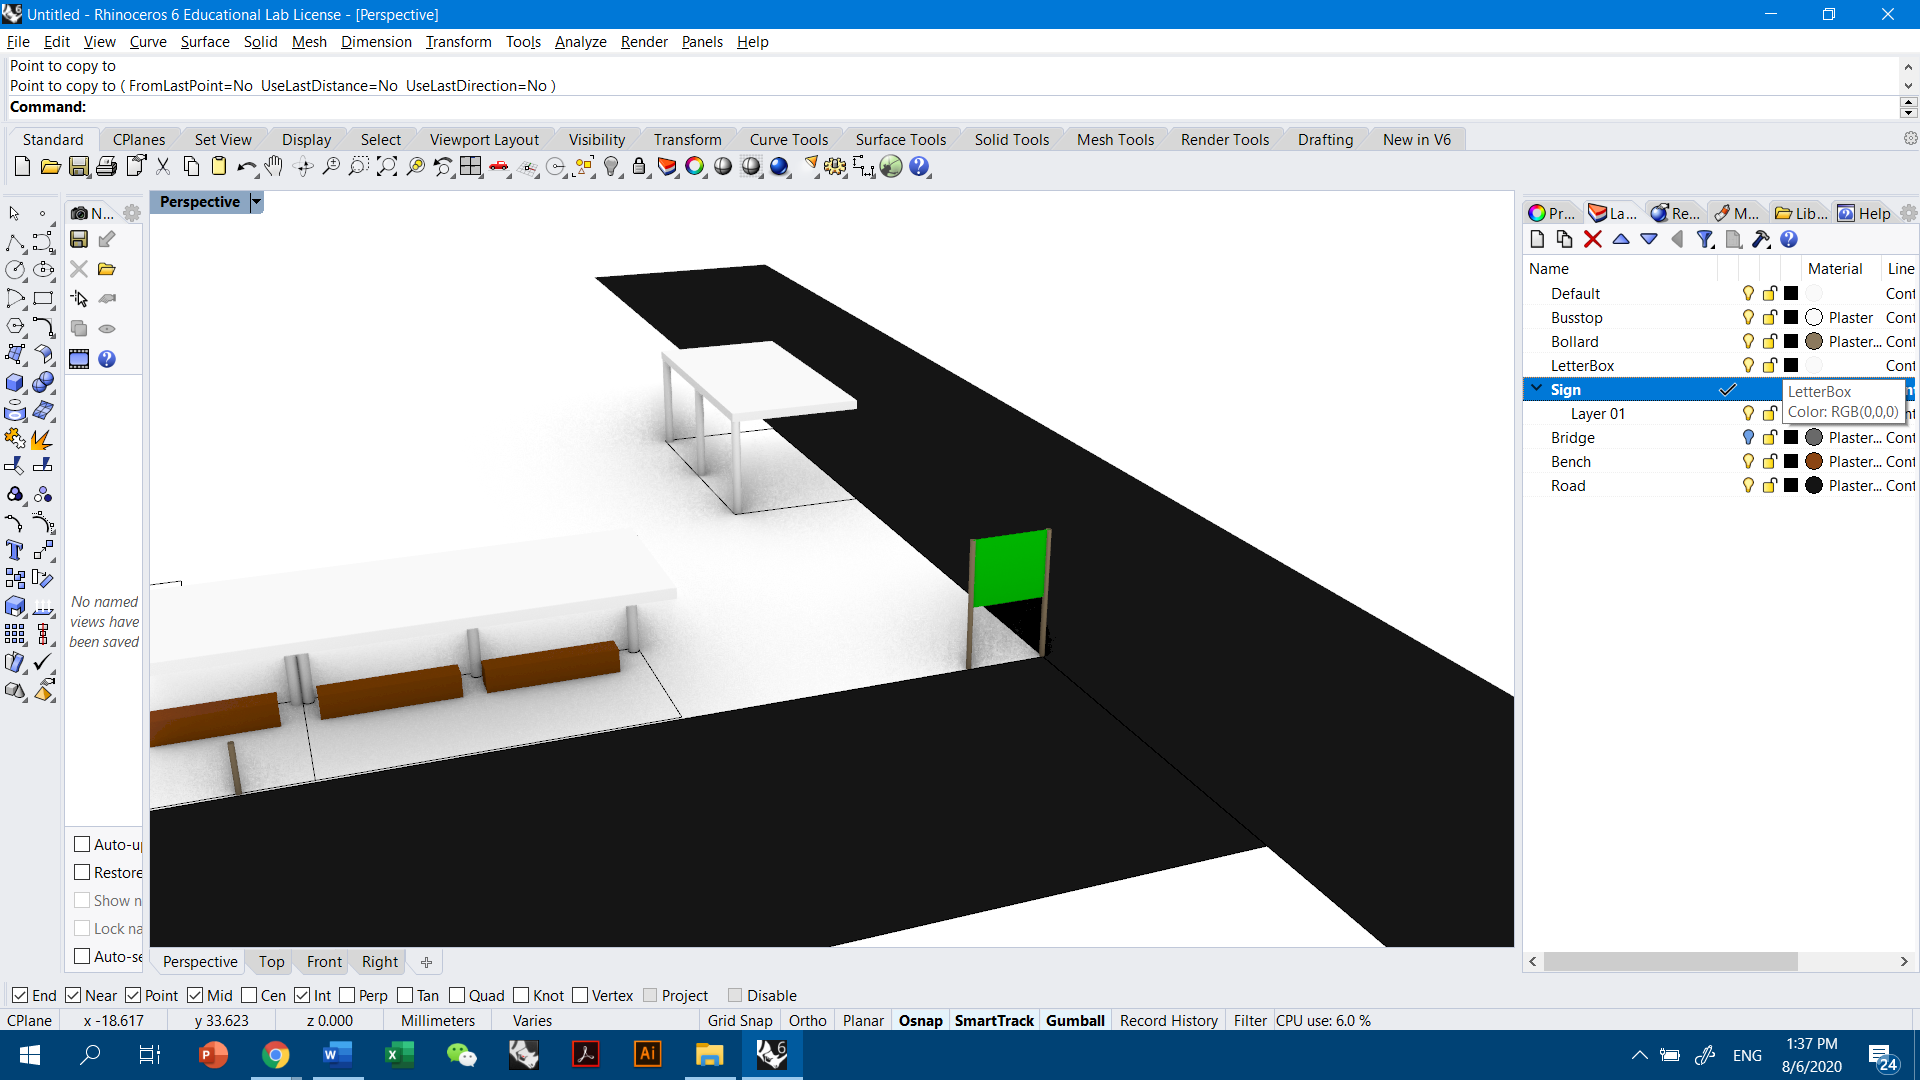 Untitled - Rhinoceros 6 Educational Lab License - [Perspective]
File Edit View Curve Surface Solid Mesh Dimension Transform Tools Analyze Render Panels Help
Point to copy to
Point to copy to ( FromLastPoint=No UseLastDistance=No UseLastDirection=No )
Command:
Standard CPlanes Set View Display Select Viewport Layout Visibility Transform Curve Tools Surface Tools Solid Tools Mesh Tools Render Tools Drafting New in V6
N...
Perspective
Pr... La... Re... M... Lib... Help
Name Material Line
Default Cont
Busstop Plaster Cont
Bollard Plaster... Cont
LetterBox Cont
Sign
LetterBox
Color: RGB(0,0,0)
Layer 01
Bridge Plaster... Cont
Bench Plaster... Cont
Road Plaster... Cont
No named
views have
been saved
Auto-u
Restore
Show n
Lock na
Auto-se
Perspective Top Front Right
End Near Point Mid Cen Int Perp Tan Quad Knot Vertex Project Disable
CPlane x -18.617 y 33.623 z 0.000 Millimeters Varies Grid Snap Ortho Planar Osnap SmartTrack Gumball Record History Filter CPU use: 6.0 %
ENG
1:37 PM
8/6/2020
24